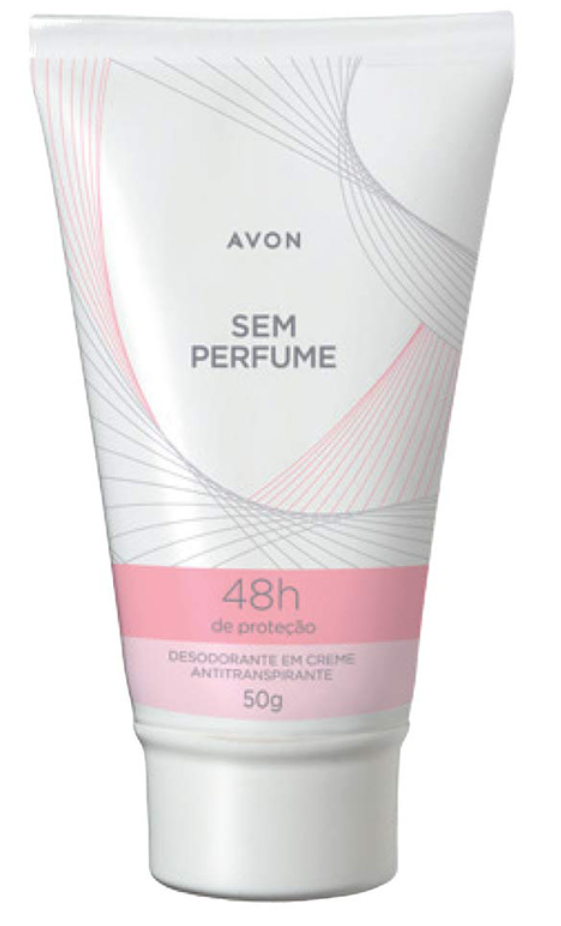 AVON
SEM
PERFUME
48h
de proteção
DESODORANTE EM CREME
ANTITRANSPIRANTE
50g